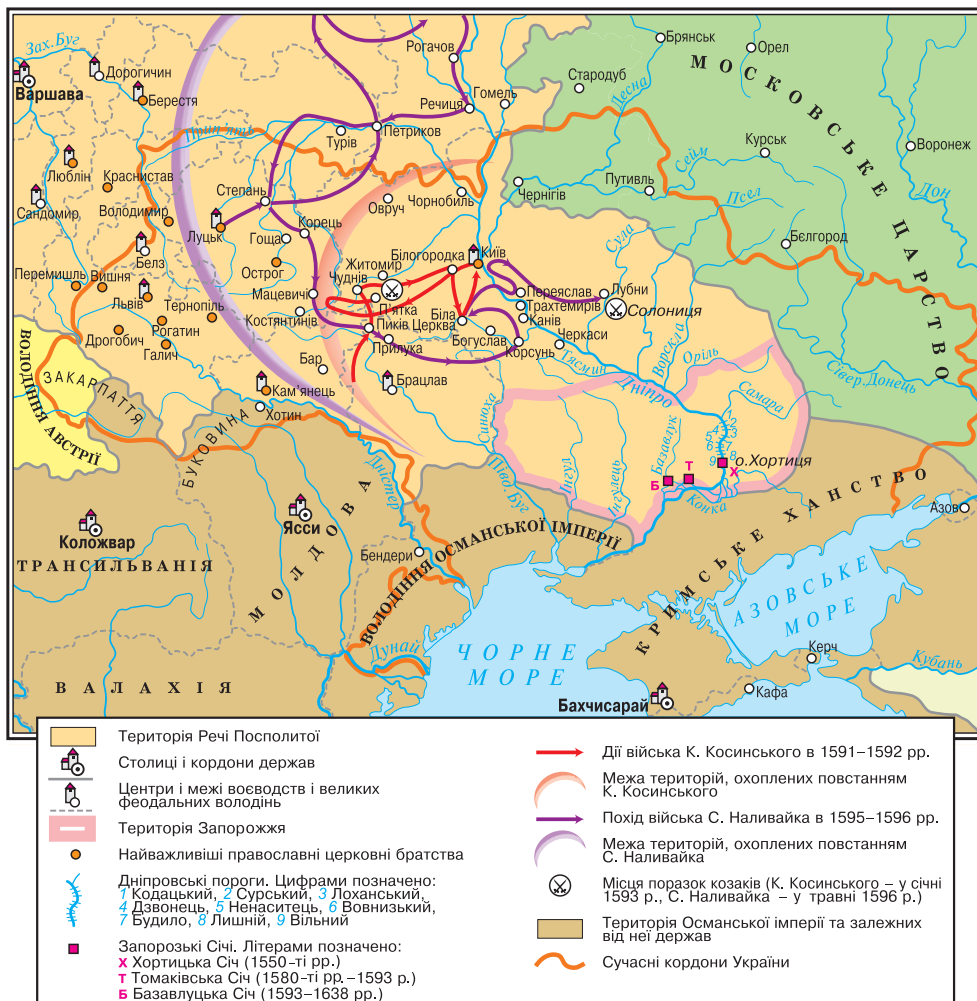 Зах. Буг
Варшава
Дорогичин
Берестя
Люблін
Красностав
Сандомир
Володимир
Луцьк
Белз
Перемишль
Вишня
Львів
Тернопіль
Рогатин
Дрогобич
Галич
Степань
Корець
Гоща
Острог
Мацевичі
Костянтинів
Бар
Кам'янець
Хотин
Прип'ять
Турів
Петриков
Рогачов
Речиця
Гомель
Овруч
Чорнобиль
Житомир
Чуднів
Білогородка
Київ
П'ятка
Пиків
Біла
Церква
Прилука
Брацлав
Богуслав
Корсунь
Переяслав
Трахтемирів
Канів
Черкаси
Лубни
Солониця
Тясмин
Брянськ
Орел
Стародуб
Десна
МОСКОВСЬКЕ ЦАРСТВО
Воронеж
Курськ
Сейм
Путивль
Чернігів
Псел
Дон
Сула
Бєлгород
Ворскла
Оріль
Сівер. Донець
Дніпро
Самара
1
2
4 3
5 7
6 8
9
о.Хортиця
Х
Т
Б
Базавлук
Конка
Синюха
Півд. Буг
Інгул
Інгулець
ВОЛОДІННЯ АВСТРІЇ
ЗАКАРПАТТЯ
БУКОВИНА
Дністер
Коложвар
ТРАНСИЛЬВАНІЯ
Ясси
МОЛДОВА
Бендери
ВОЛОДІННЯ ОСМАНСЬКОЇ ІМПЕРІЇ
КРИМСЬКЕ ХАНСТВО
Азов
АЗОВСЬКЕ
МОРЕ
Дунай
ЧОРНЕ
МОРЕ
ВАЛАХІЯ
Бахчисарай
Керч
Кафа
Кубань
Територія Речі Посполитої
Столиці і кордони держав
Центри і межі воєводств і великих
феодальних володінь
Територія Запорожжя
Найважливіші православні церковні братства
Дніпровські пороги. Цифрами позначено:
1 Кодацький, 2 Сурський, 3 Лоханський,
4 Дзвонець, 5 Ненаситець, 6 Вовнизький,
7 Будило, 8 Лишній, 9 Вільний
Запорозькі Січі. Літерами позначено:
Х Хортицька Січ (1550-ті рр.)
Т Томаківська Січ (1580-ті рр.–1593 р.)
Б Базавлуцька Січ (1593–1638 рр.)
Дії війська К. Косинського в 1591–1592 рр.
Межа територій, охоплених повстанням
К. Косинського
Похід війська С. Наливайка в 1595–1596 рр.
Межа територій, охоплених повстанням
С. Наливайка
Місця поразок козаків (К. Косинського – у січні
1593 р., С. Наливайка – у травні 1596 р.)
Територія Османської імперії та залежних
від неї держав
Сучасні кордони України